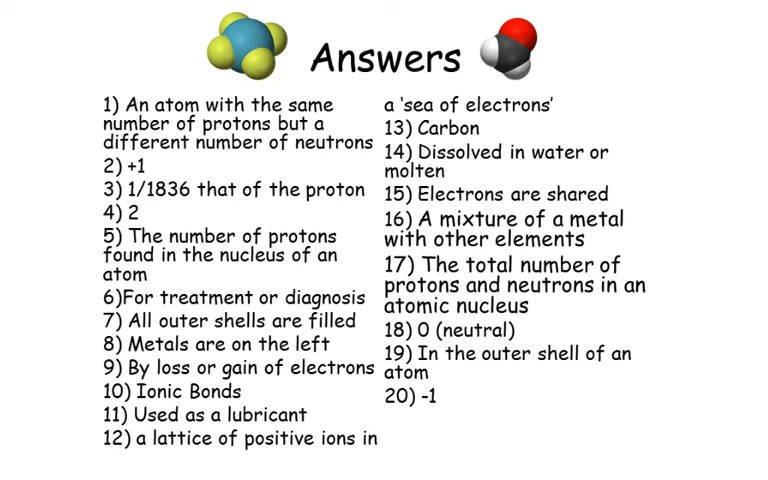 Answers
1) An atom with the same
number of protons but a
different number of neutrons
2) +1
3) 1/1836 that of the proton
4) 2
5) The number of protons
found in the nucleus of an
atom
6)For treatment or diagnosis
7) All outer shells are filled
8) Metals are on the left
9) By loss or gain of electrons
10) Ionic Bonds
11) Used as a lubricant
12) a lattice of positive ions in
a ‘sea of electrons’
13) Carbon
14) Dissolved in water or
molten
15) Electrons are shared
16) A mixture of a metal
with other elements
17) The total number of
protons and neutrons in an
atomic nucleus
18) 0 (neutral)
19) In the outer shell of an
atom
20) -1